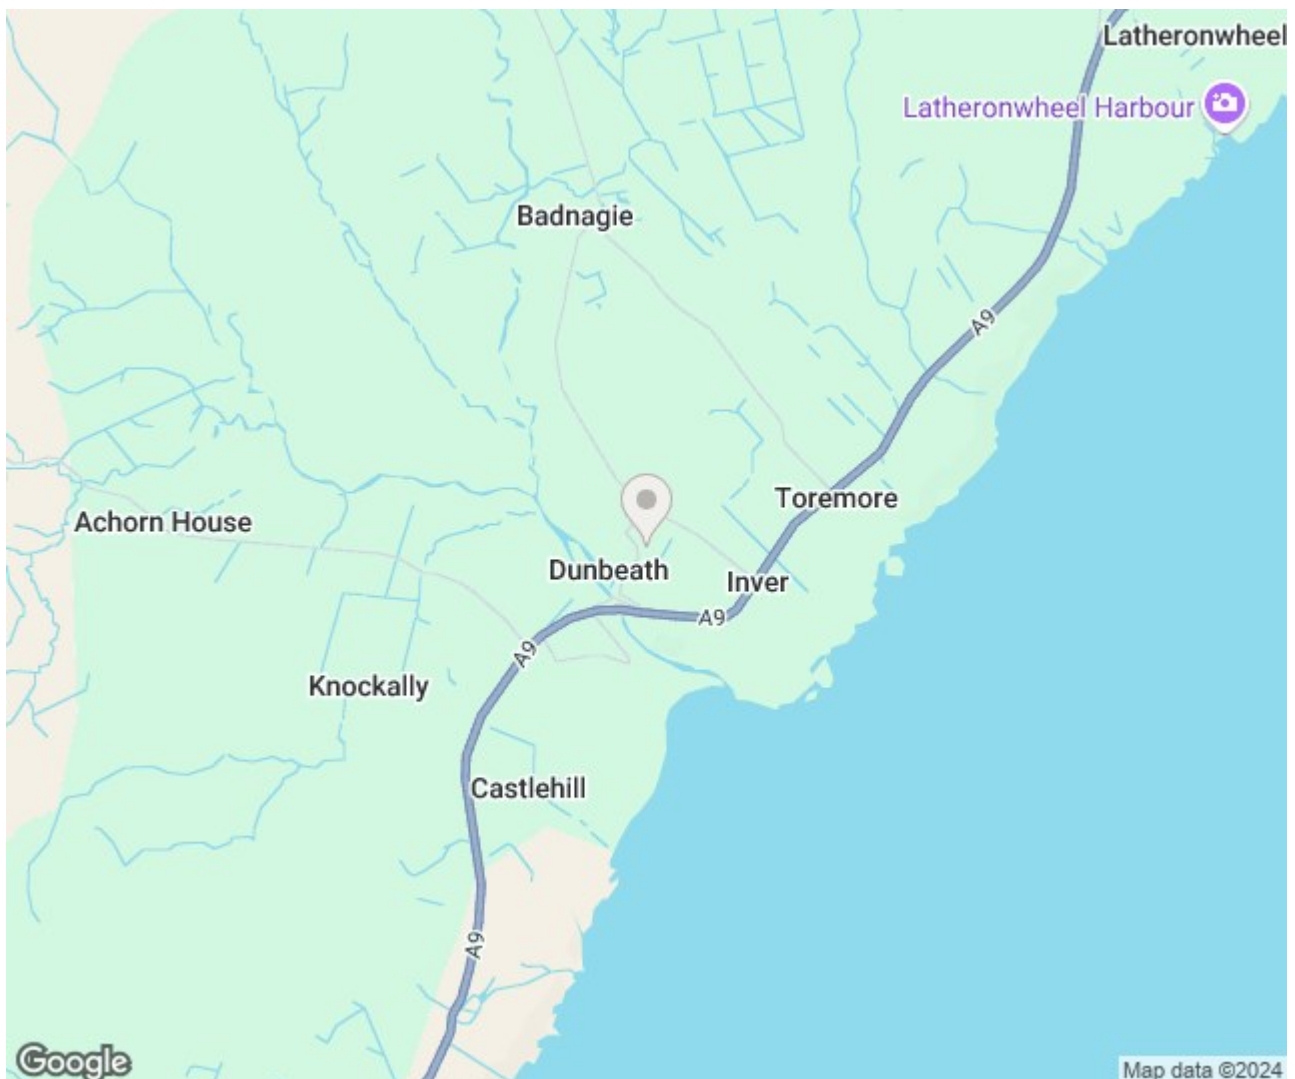 Latheronwheel
Latheronwheel Harbour
Badnagie
A9
Toremore
Achorn House
Dunbeath
Inver
A9
A9
Knockally
Castlehill
A9
Google
Map data ©2024